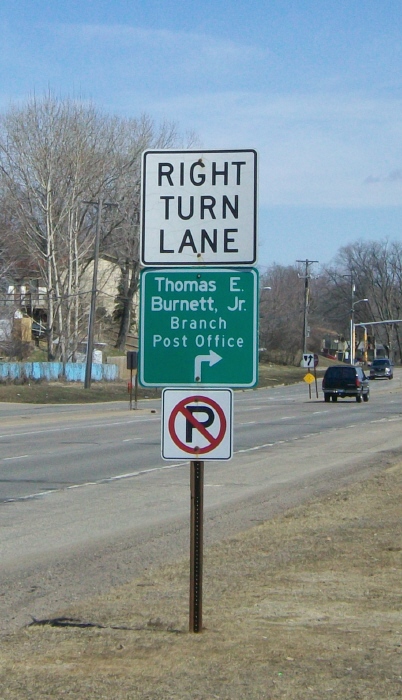 RIGHT
TURN
LANE
Thomas E.
Burnett, Jr.
Branch
Post Office
P